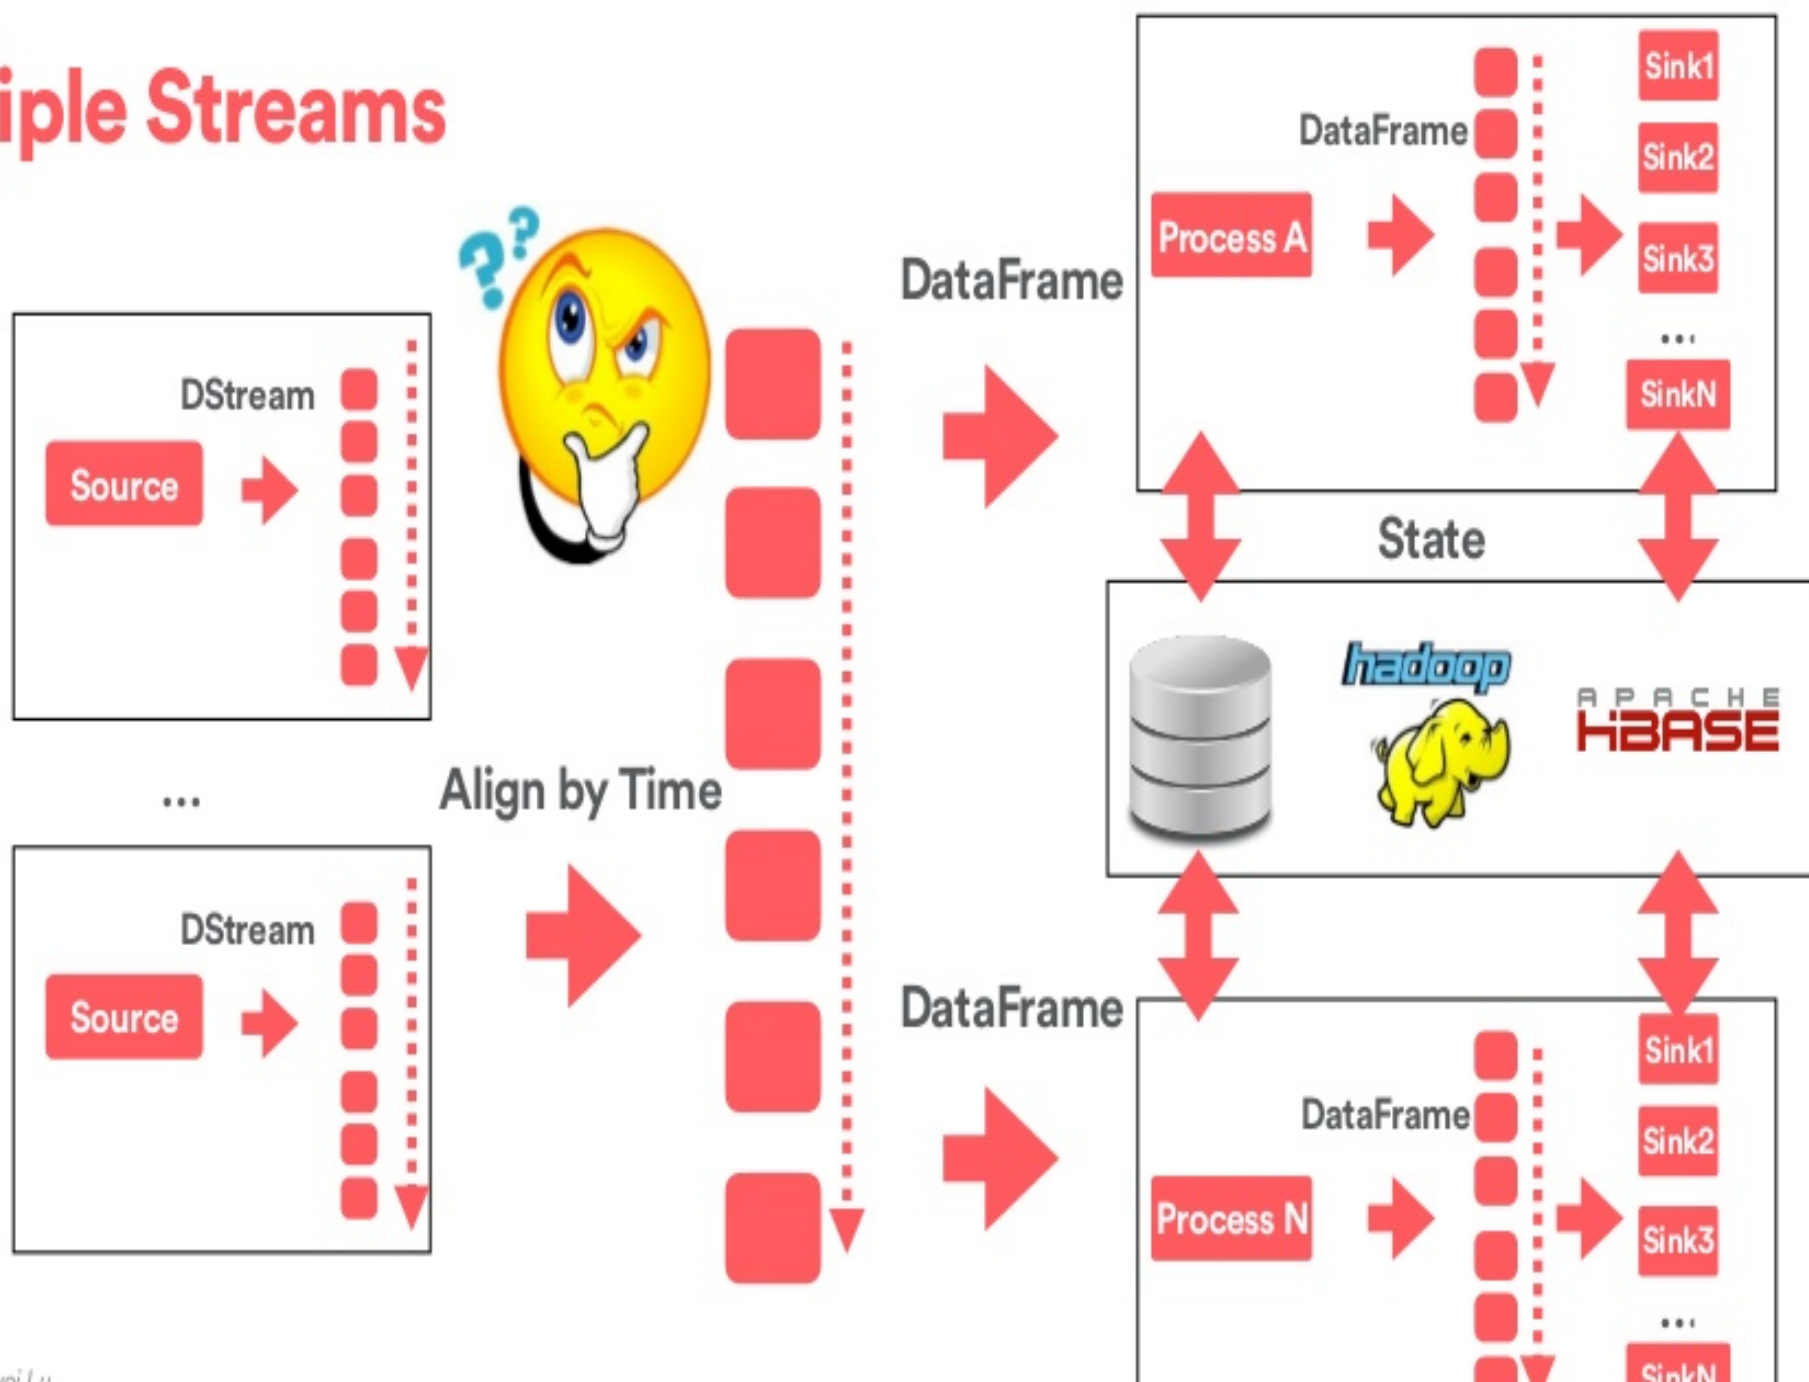 iple Streams
DStream
Source
...
DStream
Source
??
Align by Time
DataFrame
DataFrame
Process A
DataFrame
Sink1
Sink2
Sink3
...
SinkN
State
hadoop
APACHE
HBASE
Process N
DataFrame
Sink1
Sink2
Sink3
...
SinkN